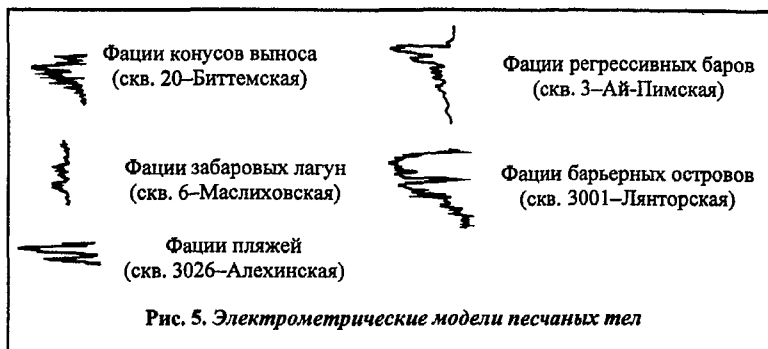 Фации конусов выноса
(скв. 20–Биттемская)
Фации регрессивных баров
(скв. 3–Ай-Пимская)
Фации забаровых лагун
(скв. 6–Маслиховская)
Фации барьерных островов
(скв. 3001–Лянторская)
Фации пляжей
(скв. 3026–Алехинская)
Рис. 5. Электрометрические модели песчаных тел